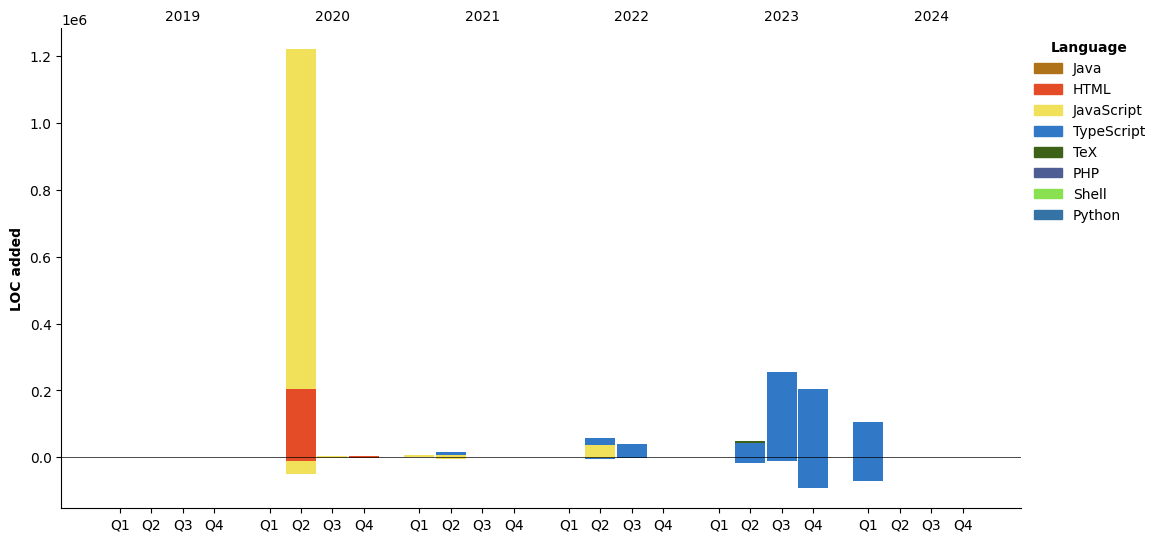 1e6
2019 2020 2021 2022 2023 2024
Language
Java
HTML
JavaScript
TypeScript
TeX
PHP
Shell
Python
LOC added
1.2
1.0
0.8
0.6
0.4
0.2
0.0
Q1 Q2 Q3 Q4 Q1 Q2 Q3 Q4 Q1 Q2 Q3 Q4 Q1 Q2 Q3 Q4 Q1 Q2 Q3 Q4 Q1 Q2 Q3 Q4